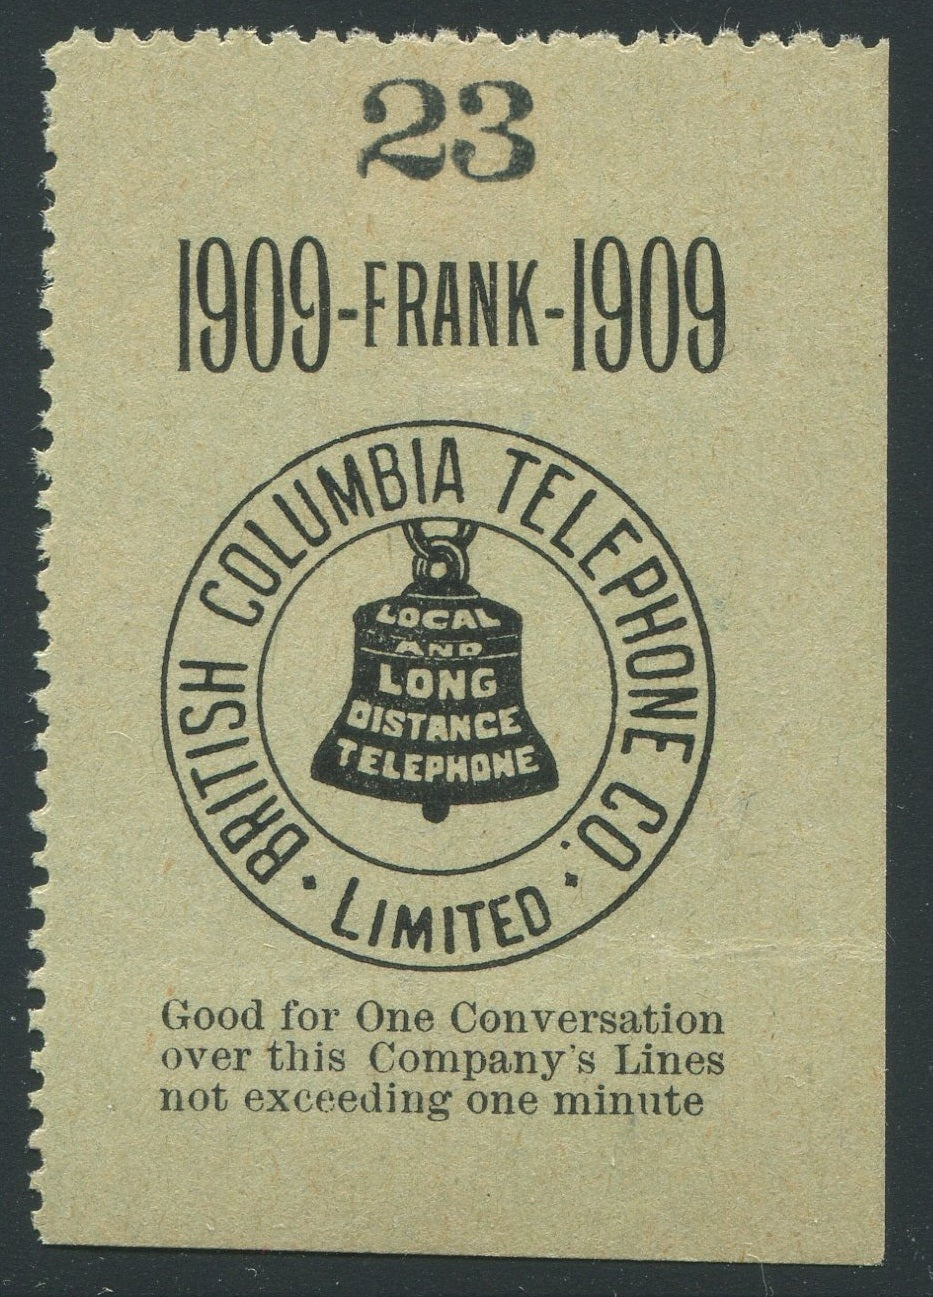 23
1909-FRANK-1909
BRITISH COLUMBIA TELEPHONE CO.
· LIMITED ·
LOCAL
AND
LONG
DISTANCE
TELEPHONE
Good for One Conversation
over this Company's Lines
not exceeding one minute